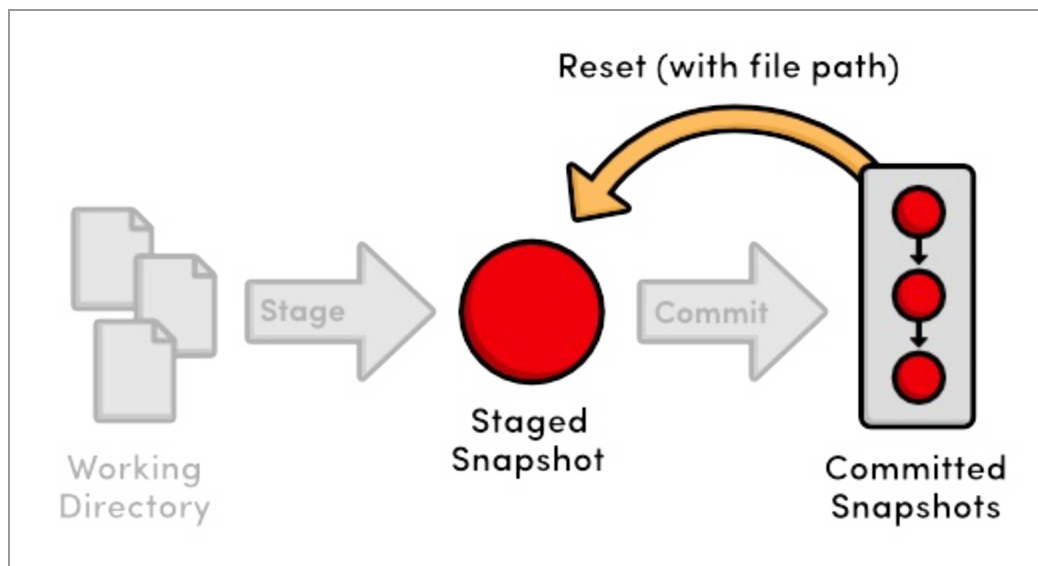 Reset (with file path)
Stage
Commit
Staged
Snapshot
Working
Directory
Committed
Snapshots